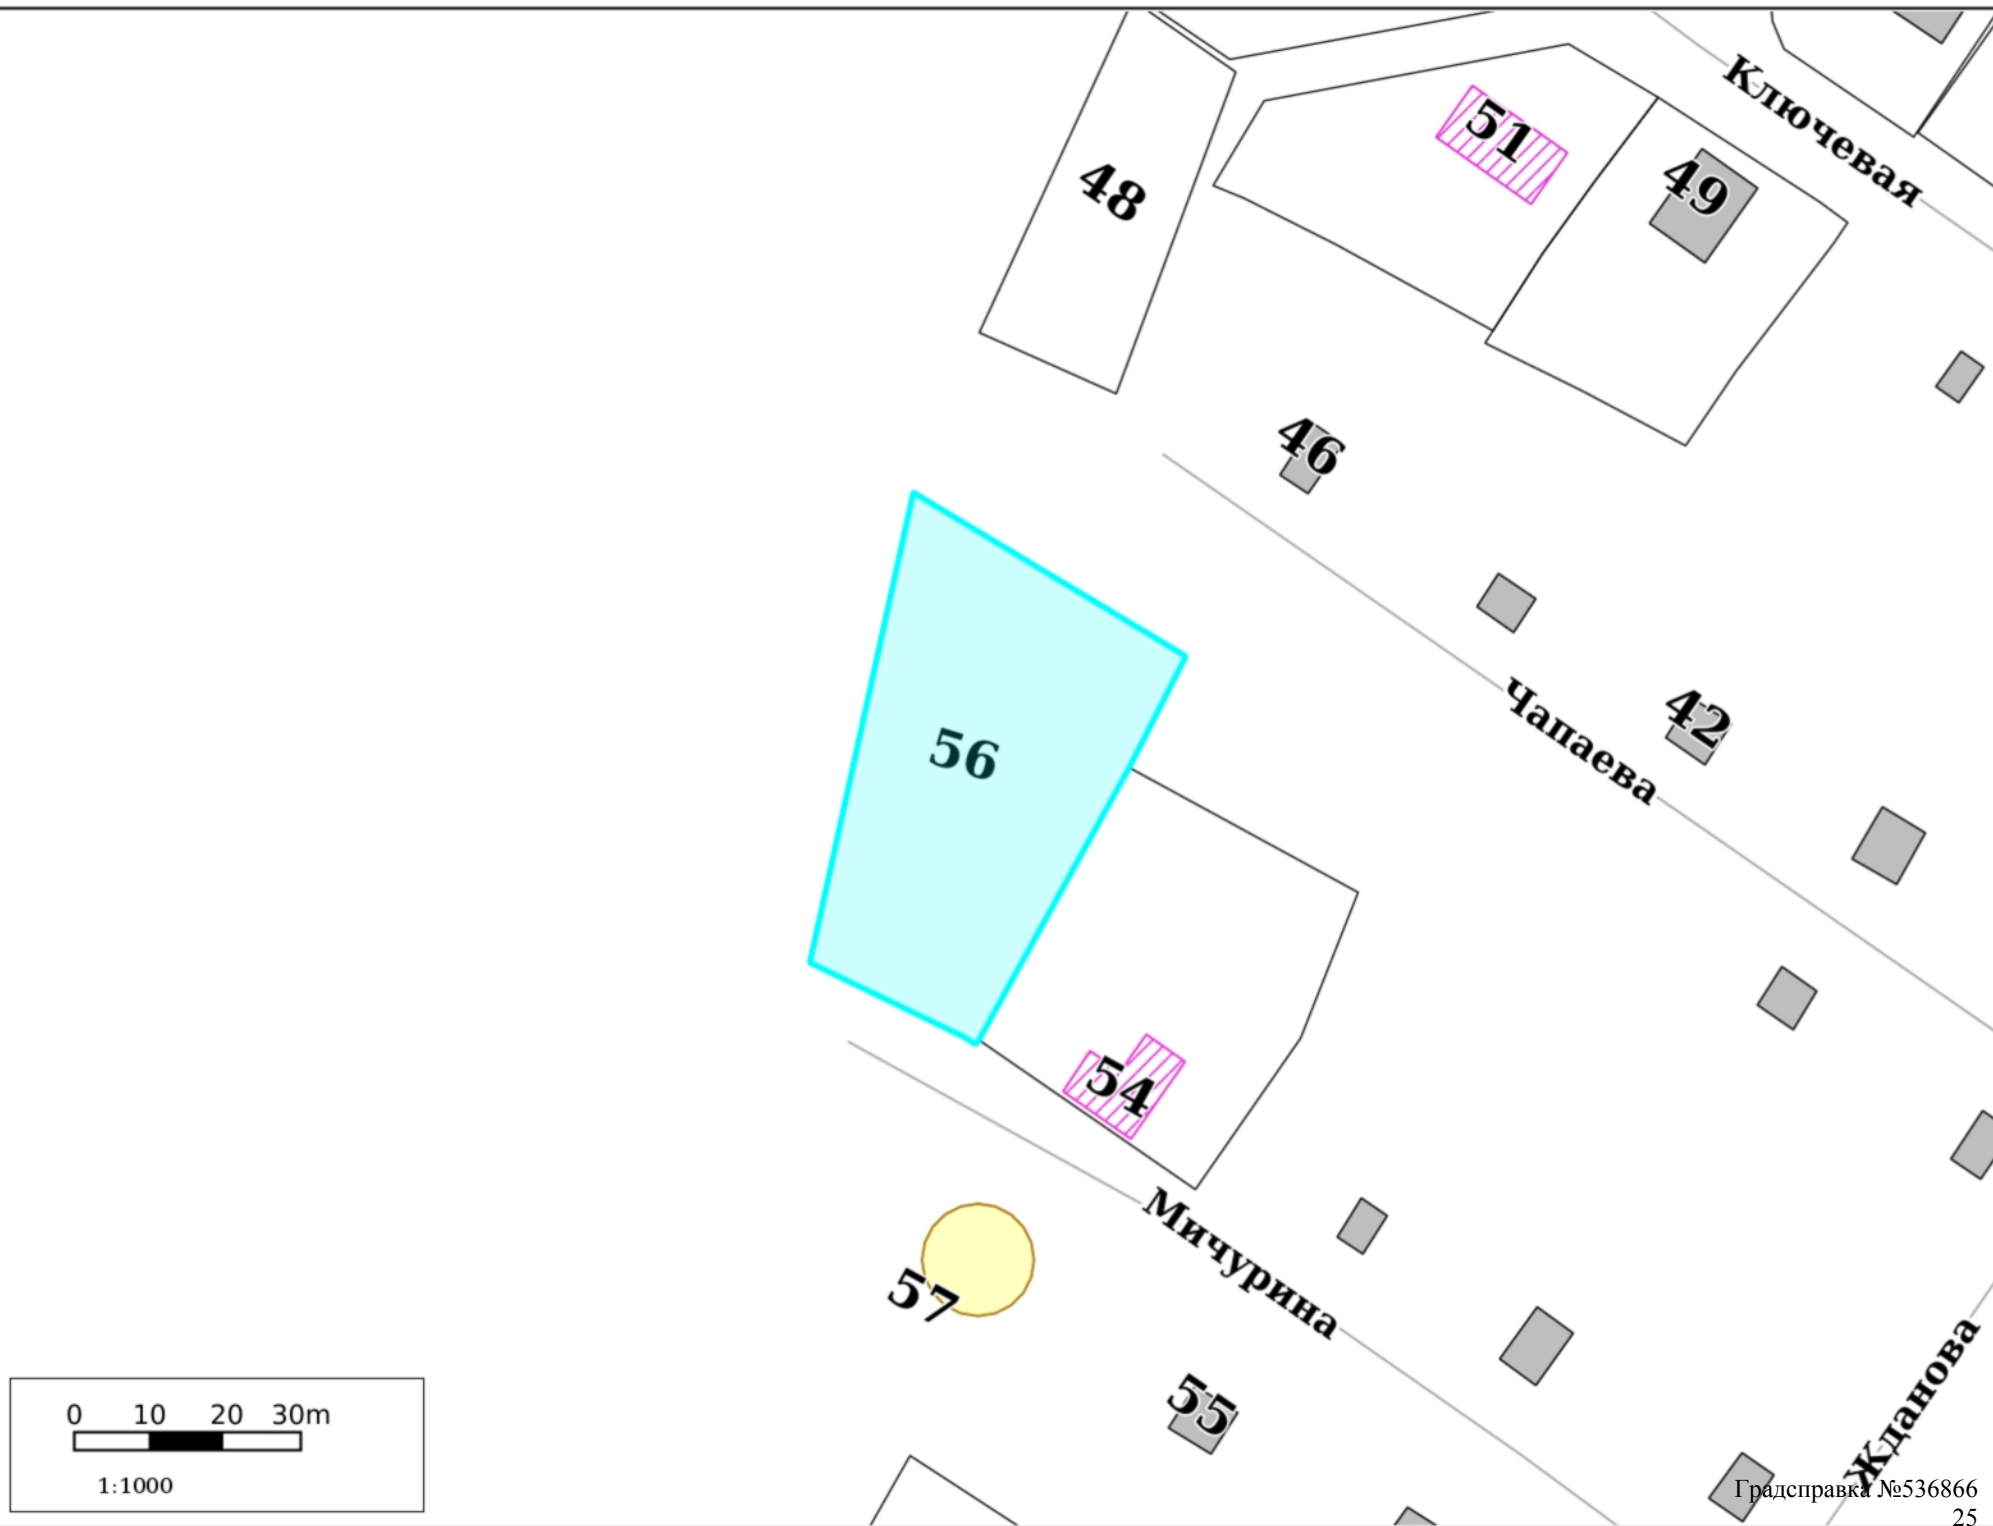 Ключевая
51
48
49
46
Чапаева
42
56
54
Мичурина
57
55
Жданова
0 10 20 30m
1:1000
Градсправка №536866
25